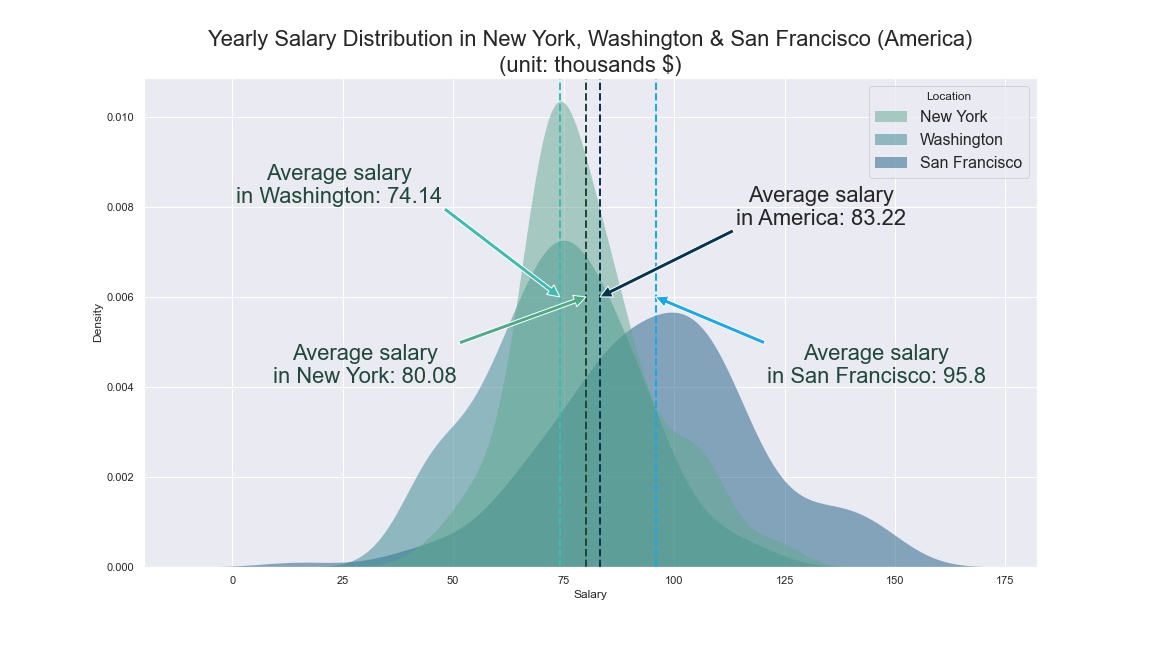 Yearly Salary Distribution in New York, Washington & San Francisco (America)
(unit: thousands $)
Location
New York
Washington
San Francisco
Average salary
in Washington: 74.14
Average salary
in America: 83.22
Average salary
in New York: 80.08
Average salary
in San Francisco: 95.8
Density
0.010
0.008
0.006
0.004
0.002
0.000
0 25 50 75 100 125 150 175
Salary